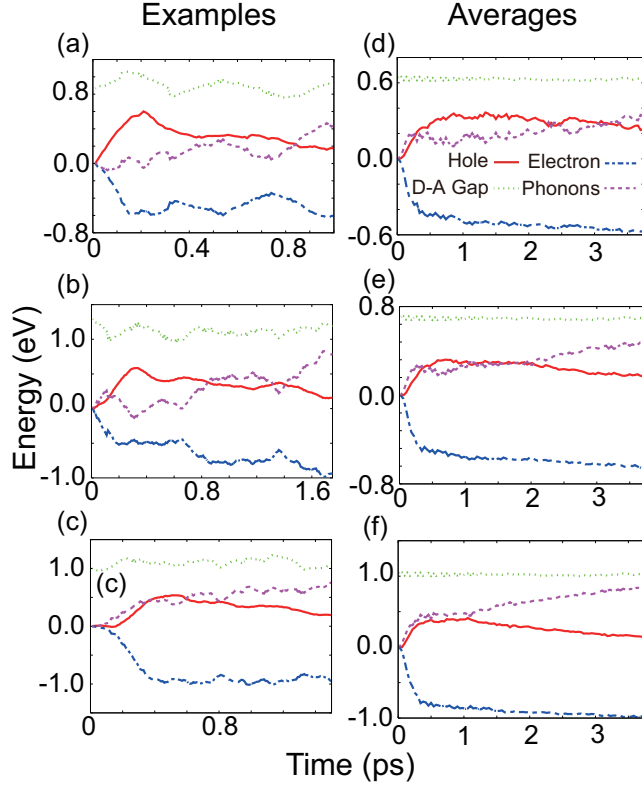 Examples
Averages
(a)
0.8
0.0
-0.8
0
0.4
0.8
(d)
0.6
0.0
-0.6
0
1
2
3
Hole
Electron
D-A Gap
Phonons
(b)
1.0
0.0
-1.0
0
0.8
1.6
(e)
0.8
0.0
-0.8
0
1
2
3
(c)
(c)
1.0
0.0
-1.0
0
0.8
(f)
1.0
0.0
-1.0
0
1
2
3
Energy (eV)
Time (ps)